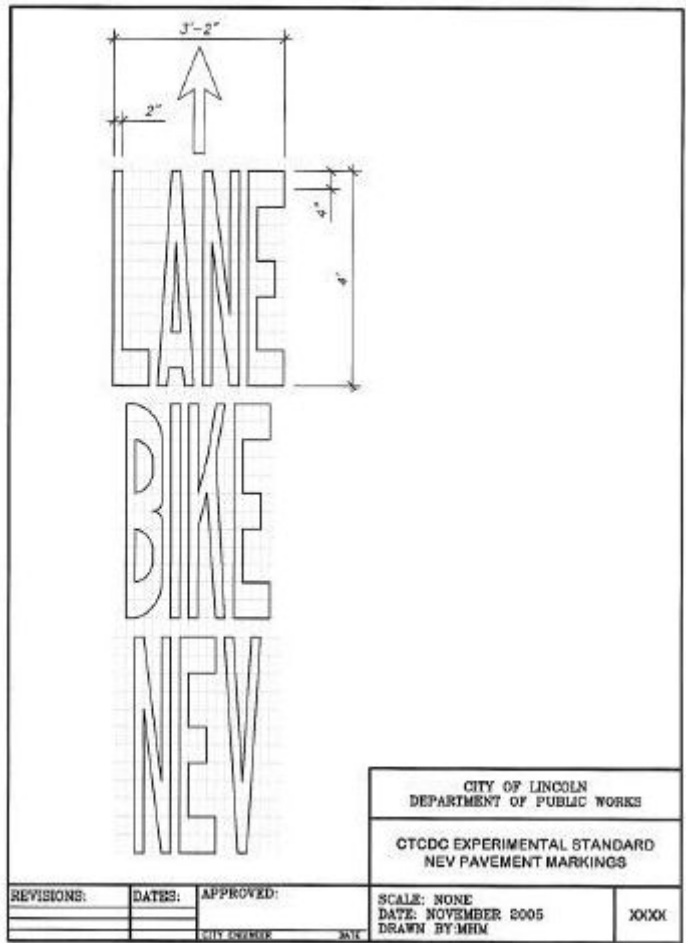 3'-2"
2"
LANE
4"
4'
BIKE
NEV
CITY OF LINCOLN
DEPARTMENT OF PUBLIC WORKS
CTCDC EXPERIMENTAL STANDARD
NEV PAVEMENT MARKINGS
REVISIONS:
DATES:
APPROVED:
CITY ENGINEER
DATE
SCALE: NONE
DATE: NOVEMBER 2005
DRAWN BY:MHM
XXXX